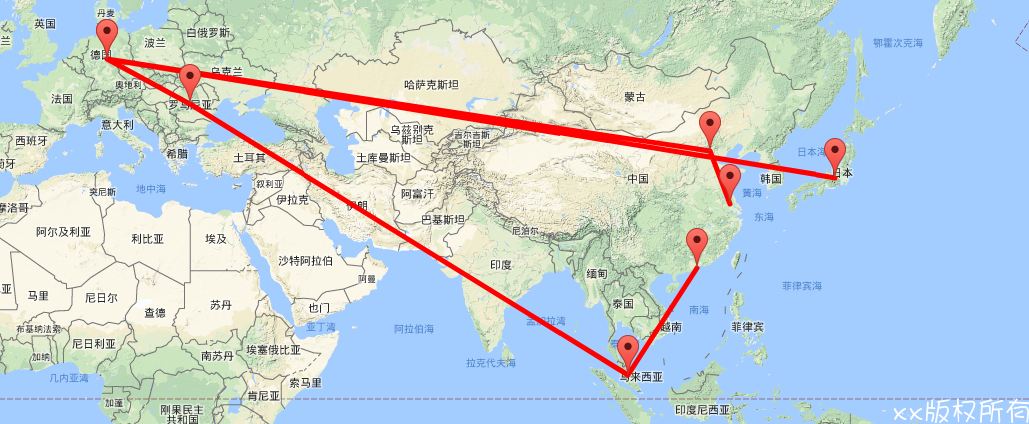 丹麦
英国
白俄罗斯
波兰
鄂霍次克海
德国
乌克兰
奥地利
哈萨克斯坦
法国
蒙古
罗马尼亚
意大利
乌兹别克
斯坦
吉尔吉斯
斯坦
西班牙
希腊
日本海
土耳其
土库曼斯坦
葡萄牙
叙利亚
中国
韩国
日本
突尼斯
地中海
阿富汗
黄海
伊拉克
伊朗
摩洛哥
东海
巴基斯坦
阿尔及利亚
利比亚
埃及
尼泊尔
沙特阿拉伯
印度
缅甸
阿曼
菲律宾海
马里
尼日尔
苏丹
泰国
也门
南海
查德
孟加拉湾
亚丁湾
阿拉伯海
越南
菲律宾
布基纳法索
尼日利亚
加纳
南苏丹
埃塞俄比亚
拉克代夫海
几内亚湾
马来西亚
索马里
肯尼亚
加蓬
刚果民主
共和国
印度尼西亚
xx版权所有